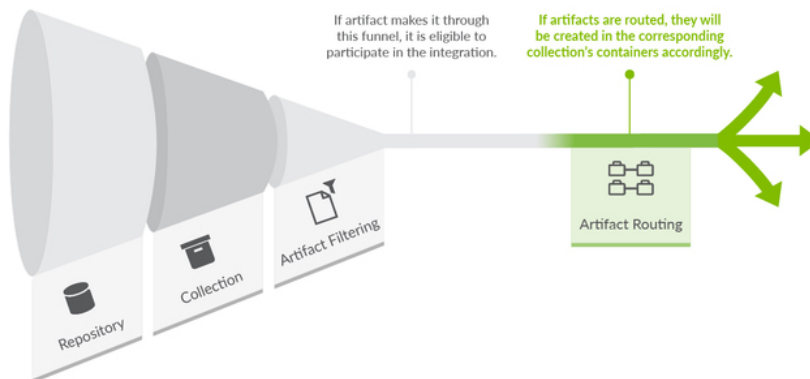 If artifact makes it through
this funnel, it is eligible to
participate in the integration.
If artifacts are routed, they will
be created in the corresponding
collection's containers accordingly.
Repository
Collection
Artifact Filtering
Artifact Routing